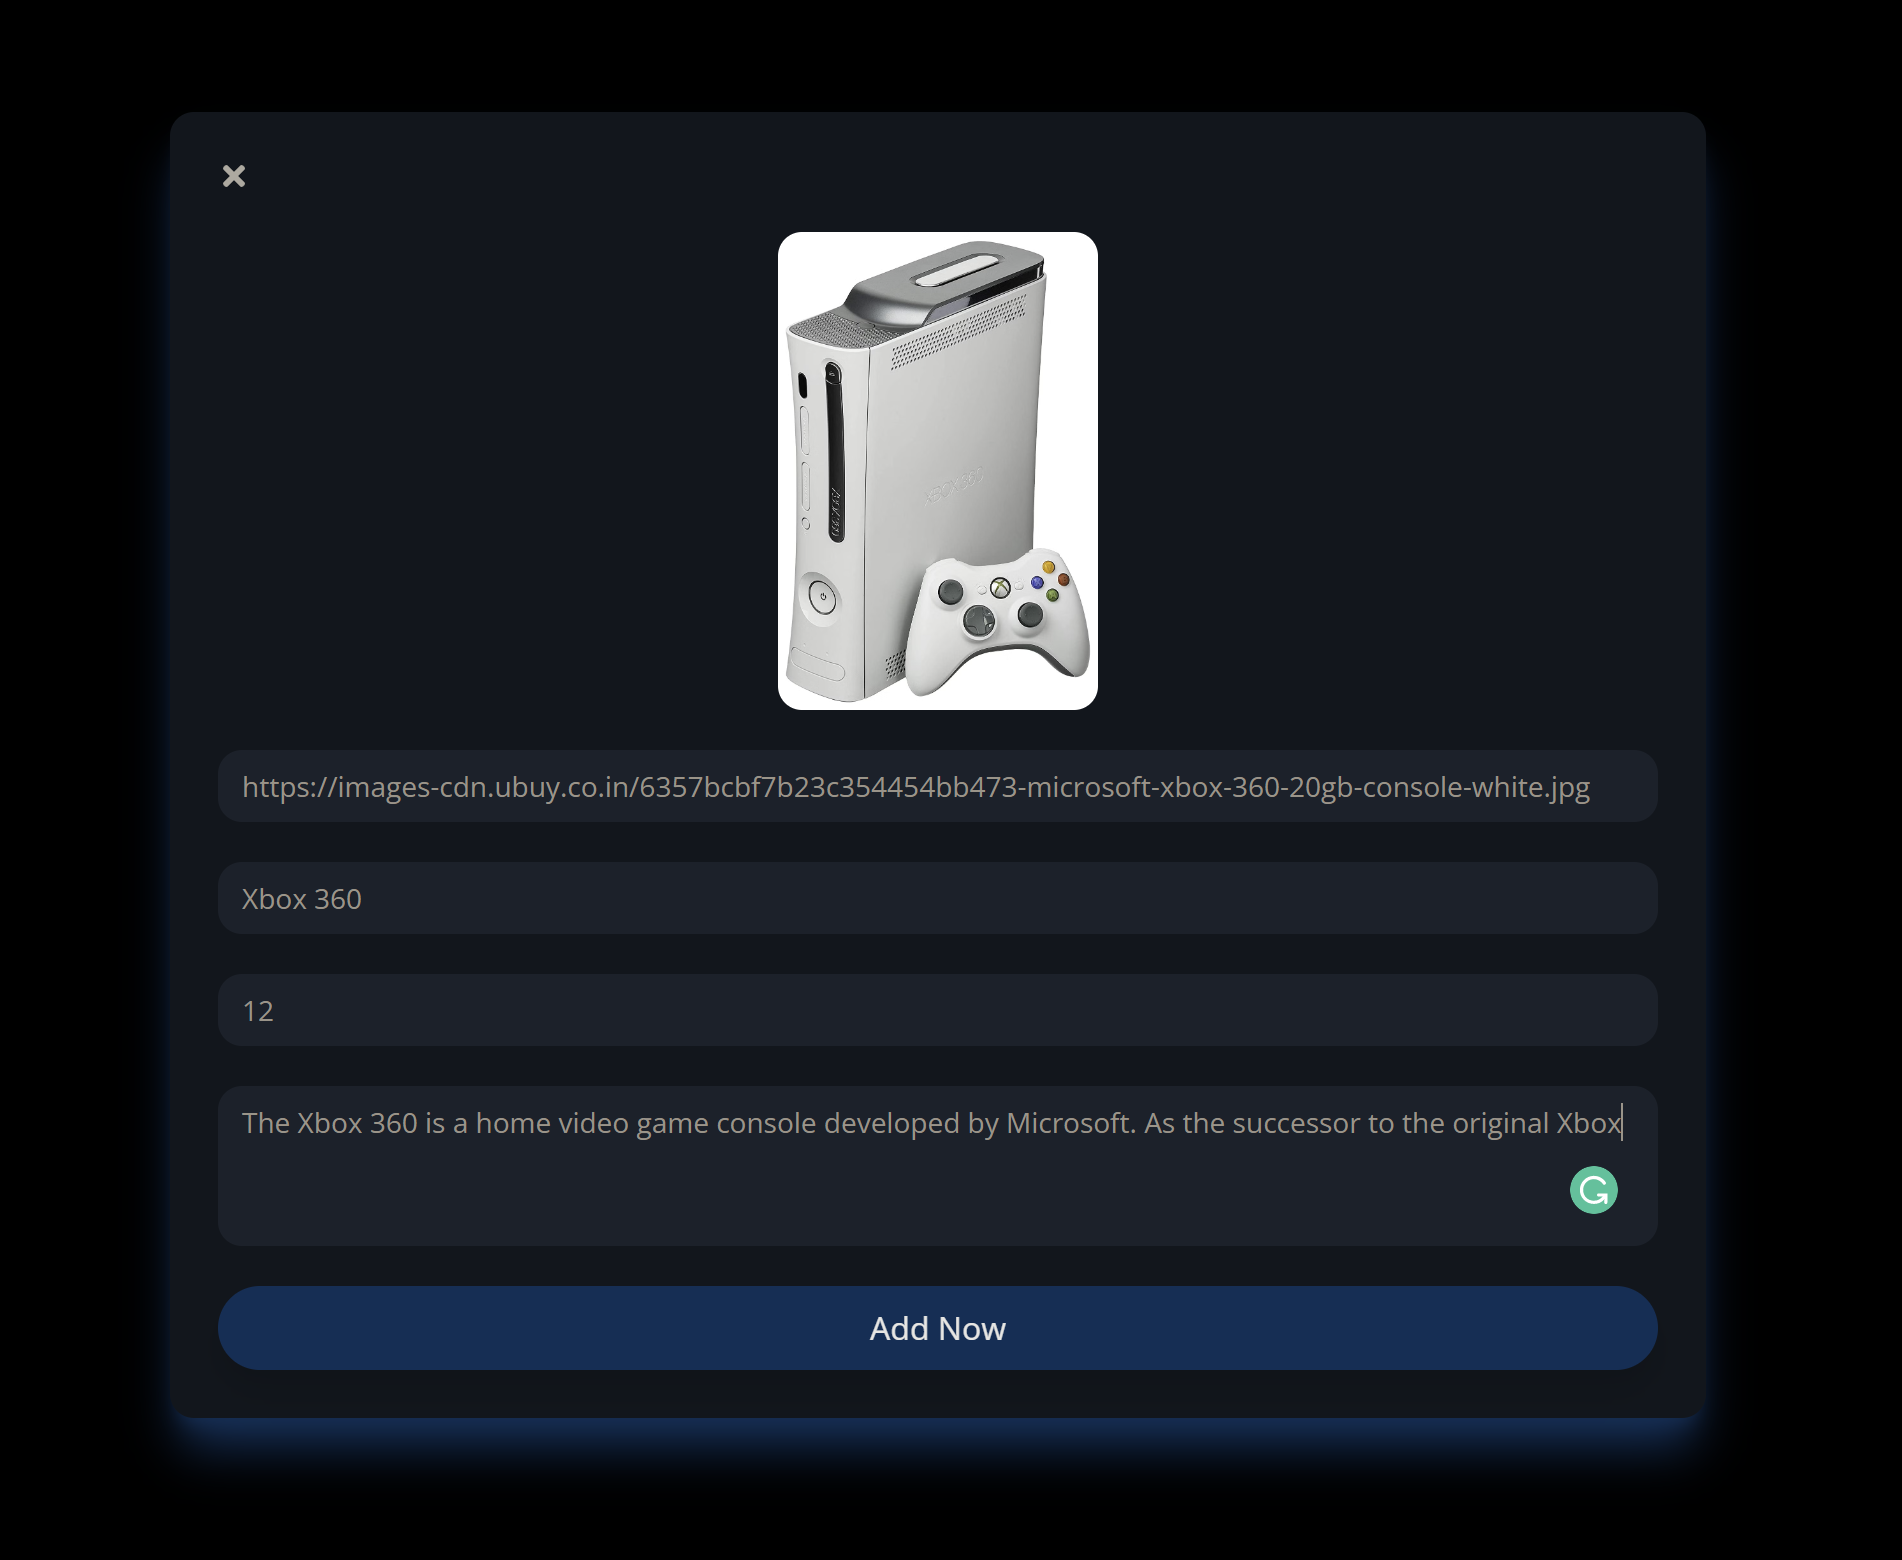 XBOX360
https://images-cdn.ubuy.co.in/6357bcbf7b23c354454bb473-microsoft-xbox-360-20gb-console-white.jpg
Xbox 360
12
The Xbox 360 is a home video game console developed by Microsoft. As the successor to the original Xbox
Add Now